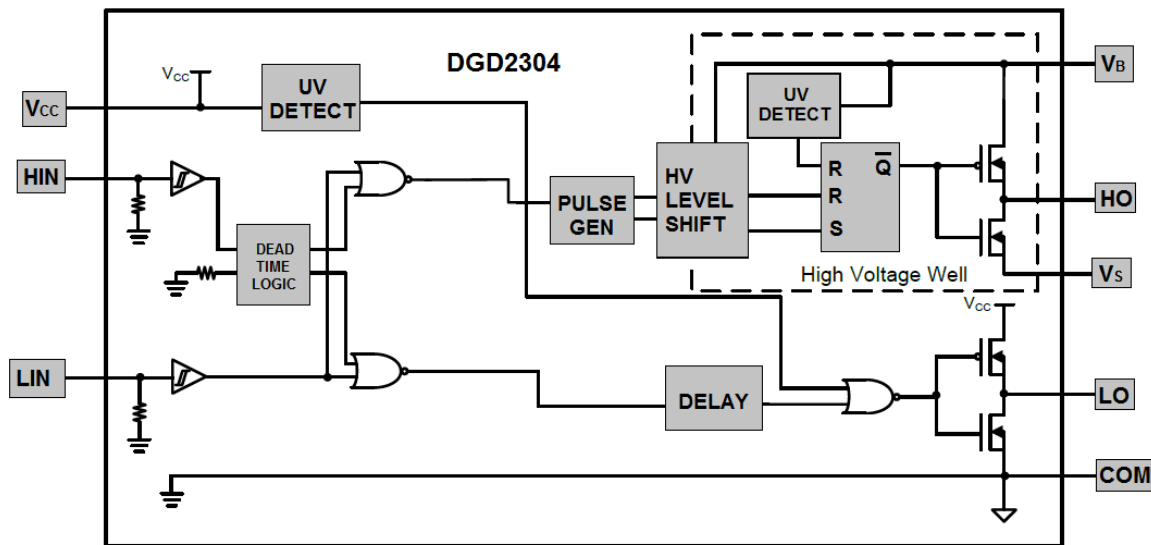 DGD2304
VCC
VCC
UV
DETECT
UV
DETECT
VB
HIN
HV
LEVEL
SHIFT
R
Q
R
S
PULSE
GEN
HO
DEAD
TIME
LOGIC
High Voltage Well
VS
VCC
LIN
DELAY
LO
COM